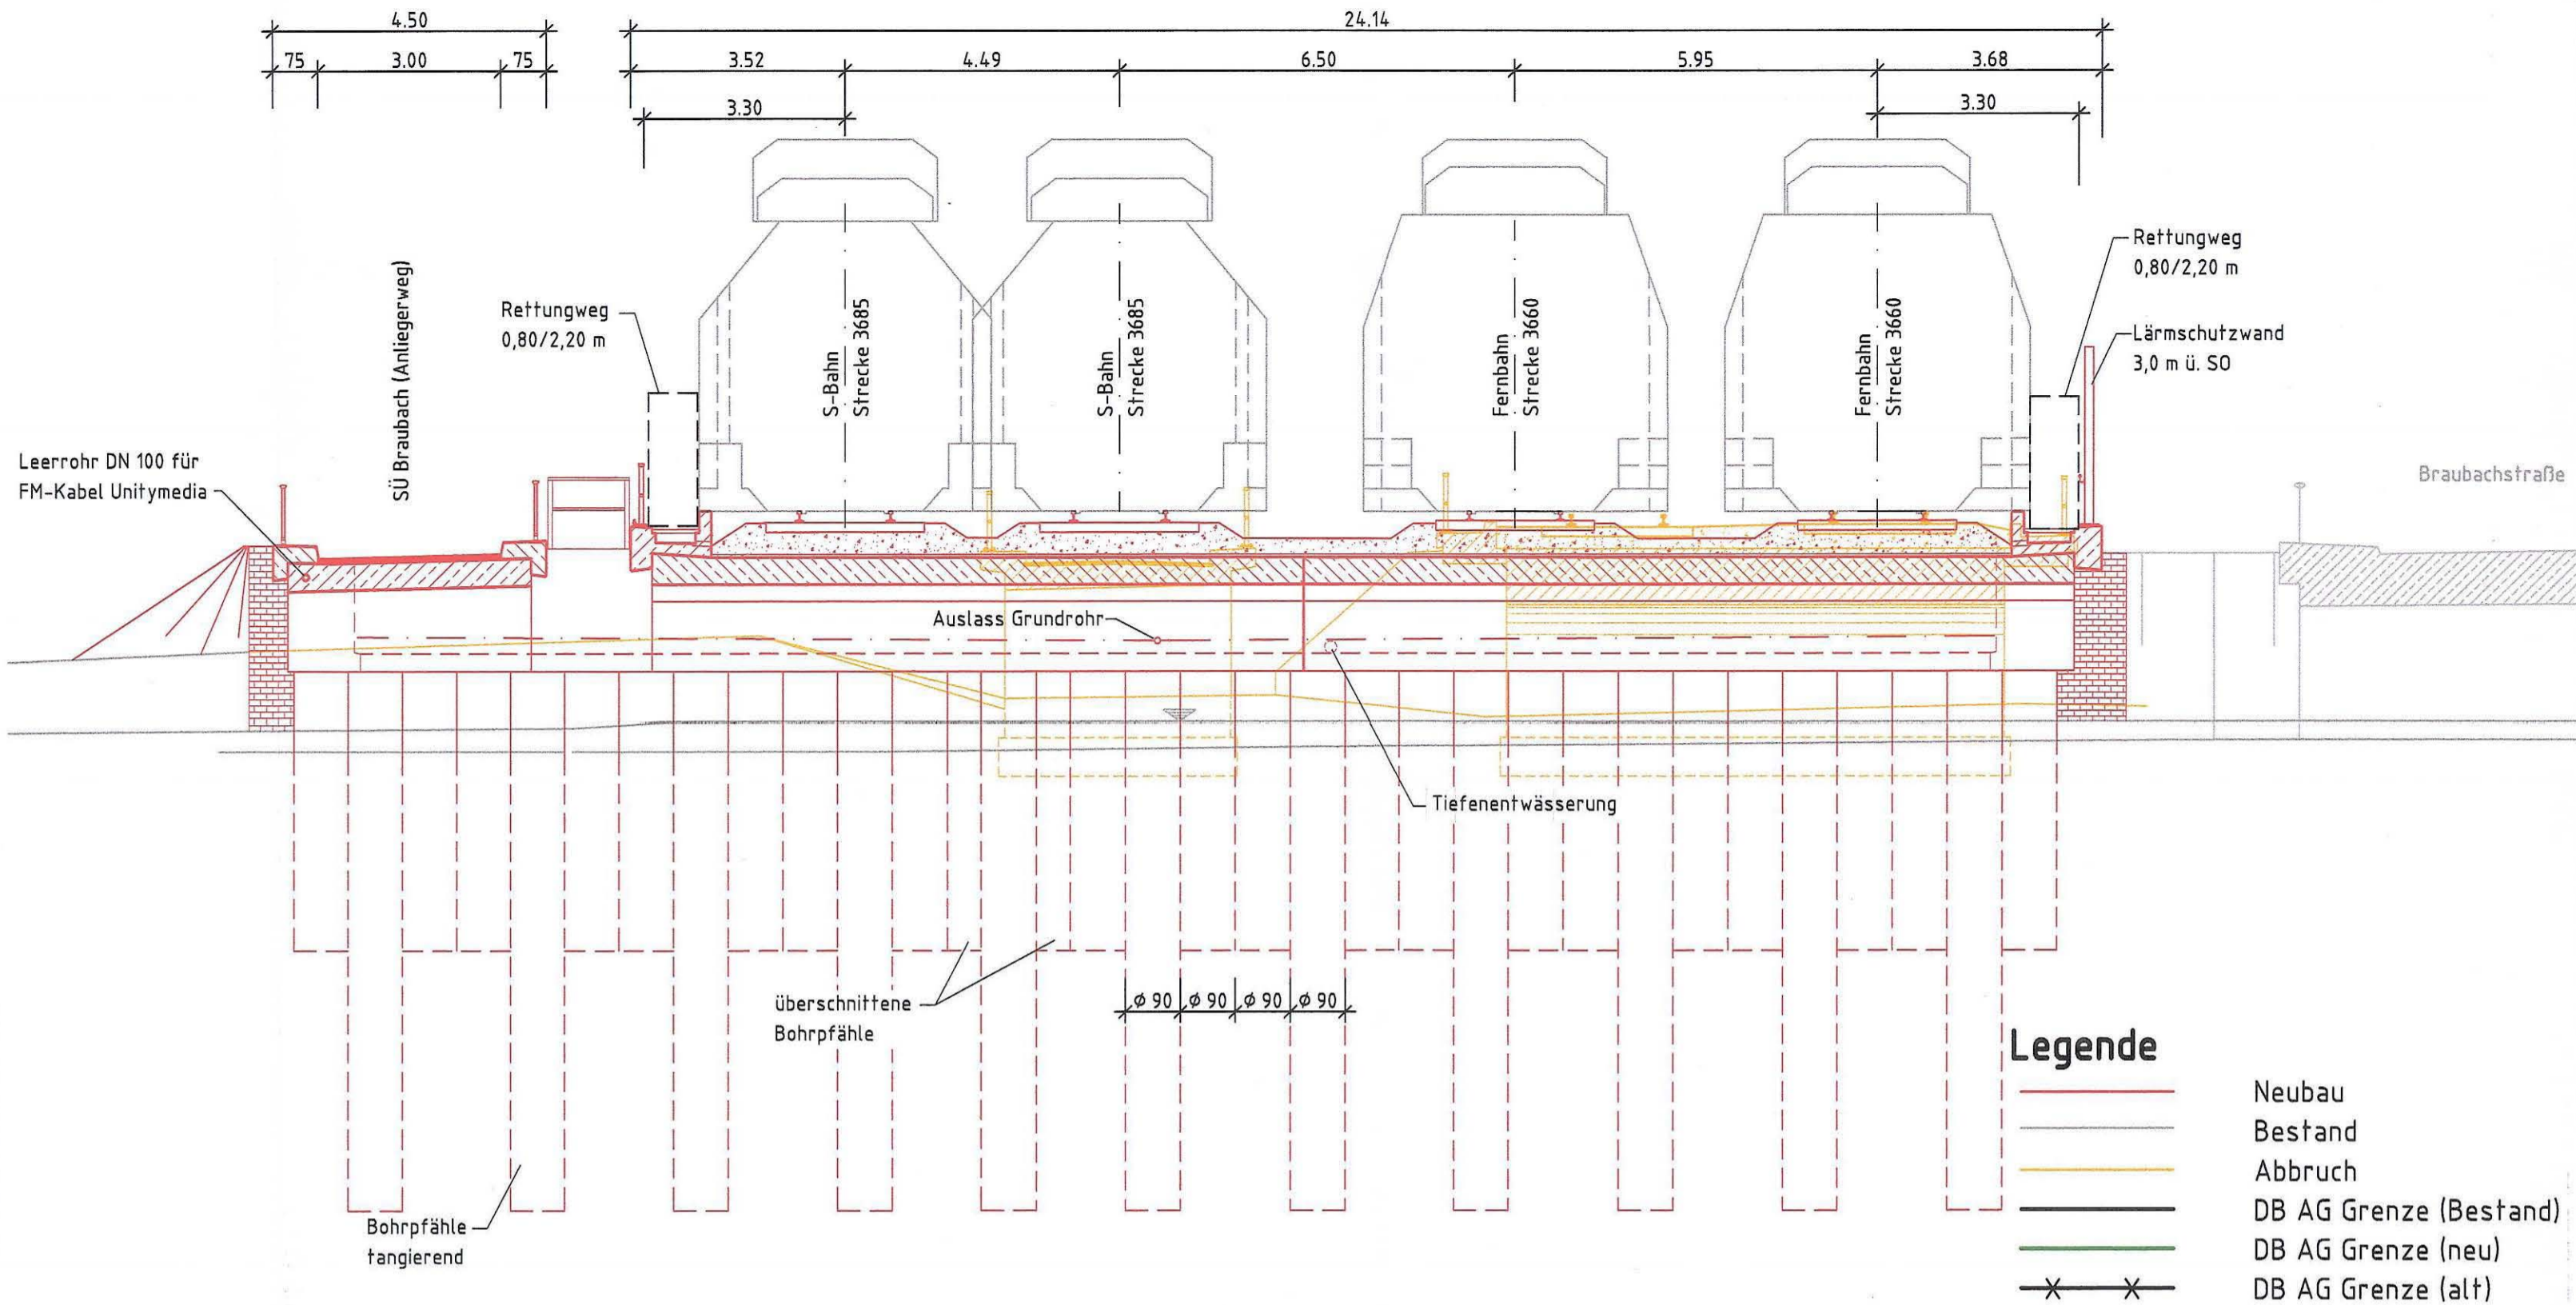 4.50
24.14
75
3.00
75
3.52
4.49
6.50
5.95
3.68
3.30
3.30
Rettungweg
0,80/2,20 m
Lärmschutzwand
3,0 m ü. SO
Rettungweg
0,80/2,20 m
SÜ Braubach (Anliegerweg)
S-Bahn
Strecke 3685
S-Bahn
Strecke 3685
Fernbahn
Strecke 3660
Fernbahn
Strecke 3660
Leerrohr DN 100 für
FM-Kabel Unitymedia
Braubachstraße
Auslass Grundrohr
Tiefenentwässerung
überschnittene
Bohrpfähle
ø 90
ø 90
ø 90
ø 90
Bohrpfähle
tangierend
Legende
Neubau
Bestand
Abbruch
DB AG Grenze (Bestand)
DB AG Grenze (neu)
DB AG Grenze (alt)